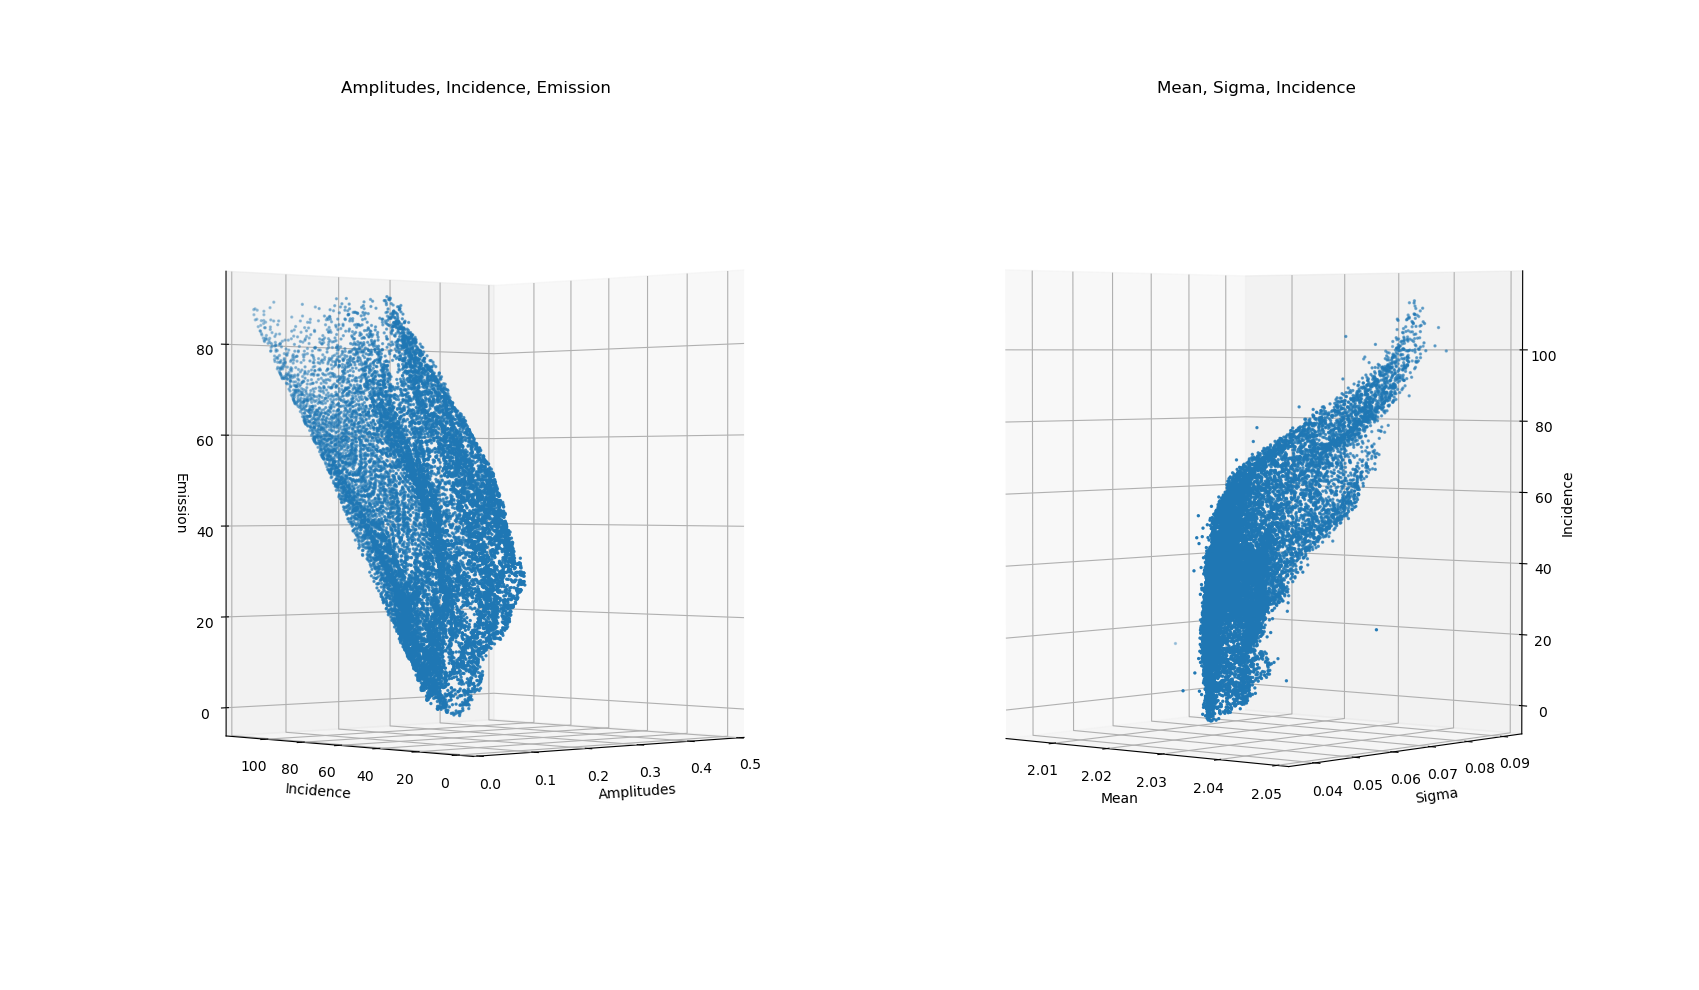 Amplitudes, Incidence, Emission
80
60
40
20
0
Emission
100 80 60 40 20 0
Incidence
0.0 0.1 0.2 0.3 0.4 0.5
Amplitudes
Mean, Sigma, Incidence
100
80
60
40
20
0
Incidence
2.01 2.02 2.03 2.04 2.05
Mean
0.04 0.05 0.06 0.07 0.08 0.09
Sigma